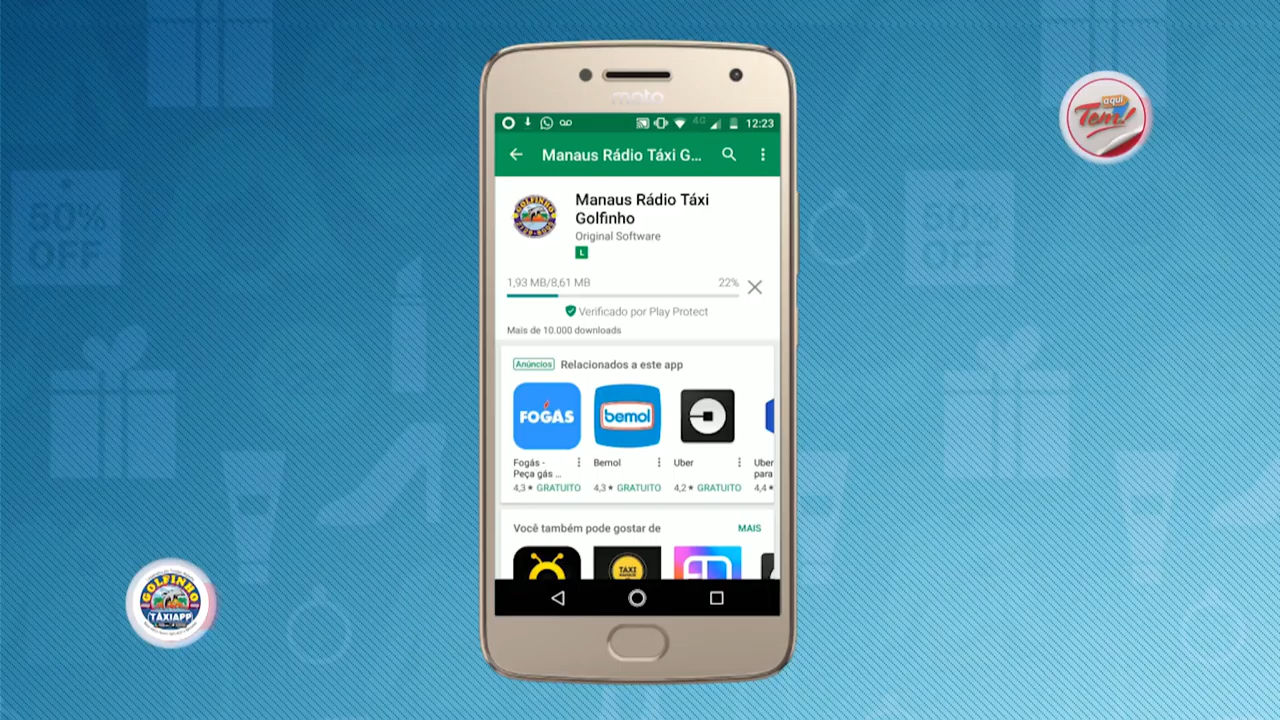 moto
12:23
Manaus Rádio Táxi G...
Manaus Rádio Táxi
Golfinho
Original Software
L
1,93 MB/8,61 MB
22%
Verificado por Play Protect
Mais de 10.000 downloads
Anúncios Relacionados a este app
FOGÁS
bemol
Fogás -
Peça gás ...
Bemol
Uber
Uber
para
4,3 ★ GRATUITO
4,3 ★ GRATUITO
4,2 ★ GRATUITO
4,4 ★
Você também pode gostar de
MAIS
TAXI
aqui
Tem!
50%
OFF
GOLFINHO
TÁXIAPP
GOLFINHO
4G